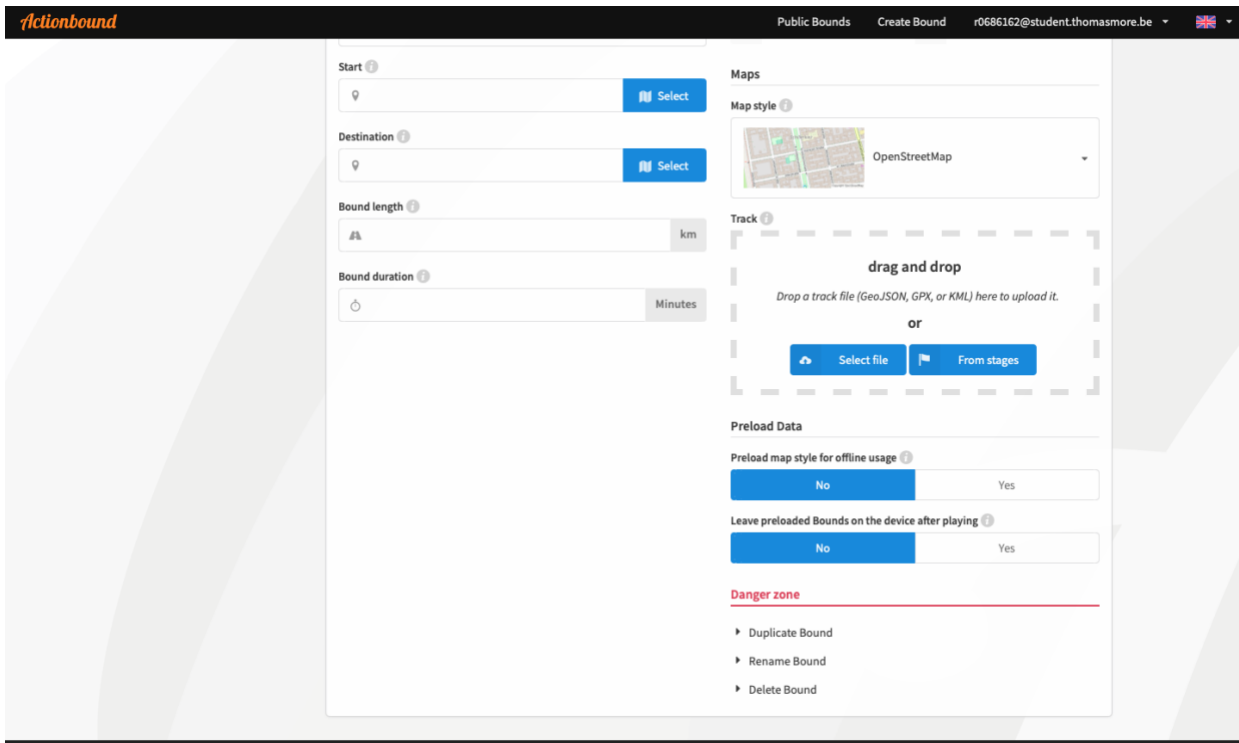 Actionbound
Public Bounds Create Bound r0686162@student.thomasmore.be
Start
Select
Destination
Select
Bound length
km
Bound duration
Minutes
Maps
Map style
OpenStreetMap
Track
drag and drop
Drop a track file (GeoJSON, GPX, or KML) here to upload it.
or
Select file From stages
Preload Data
Preload map style for offline usage
No Yes
Leave preloaded Bounds on the device after playing
No Yes
Danger zone
Duplicate Bound
Rename Bound
Delete Bound